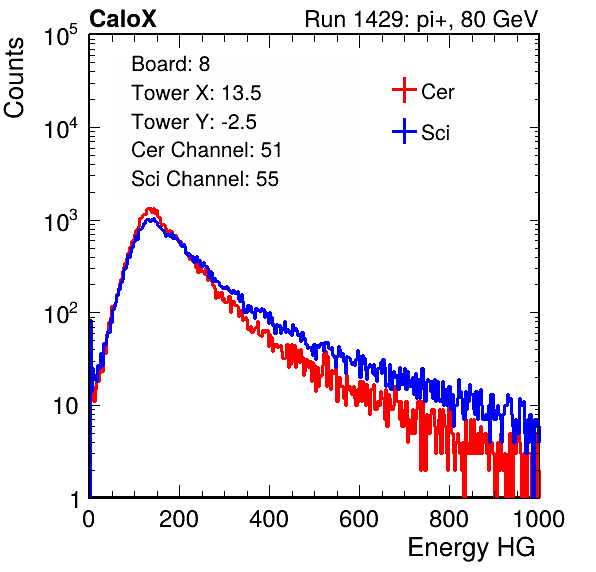 CaloX Run 1429: pi+, 80 GeV
Counts
Board: 8
Tower X: 13.5
Tower Y: -2.5
Cer Channel: 51
Sci Channel: 55
Cer
Sci
10^5
10^4
10^3
10^2
10
1
0 200 400 600 800 1000
Energy HG